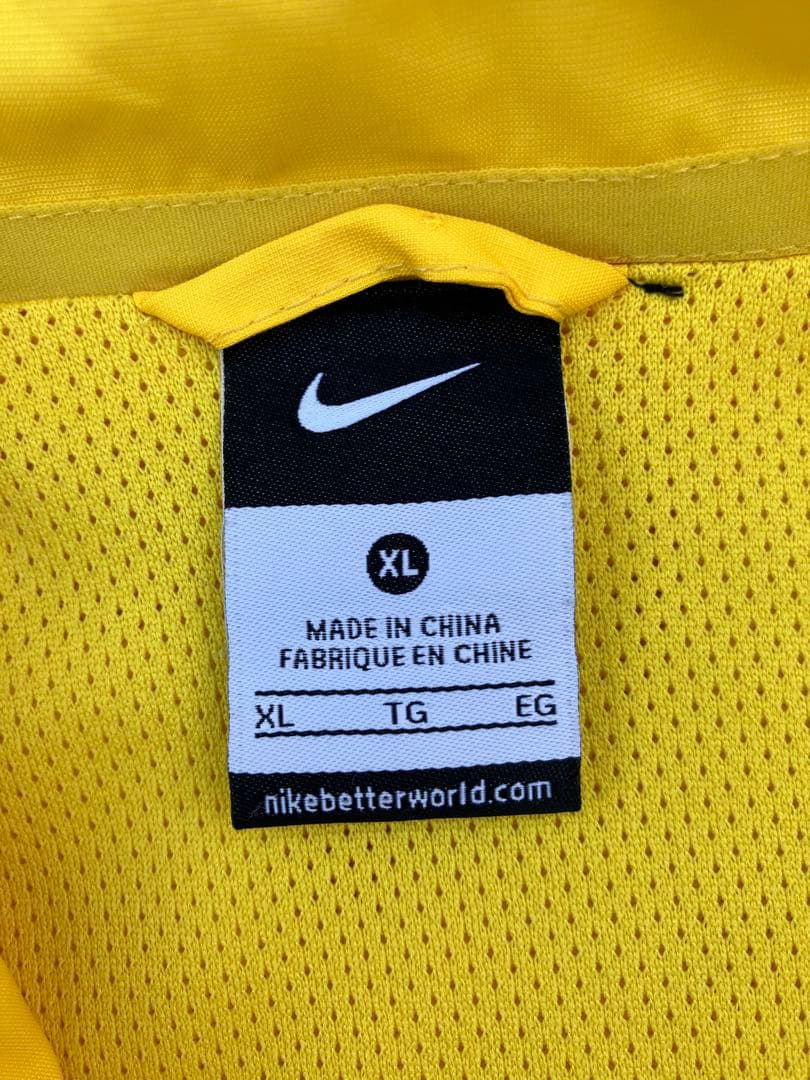 XL
MADE IN CHINA
FABRIQUE EN CHINE
XL TG EG
nikebetterworld.com